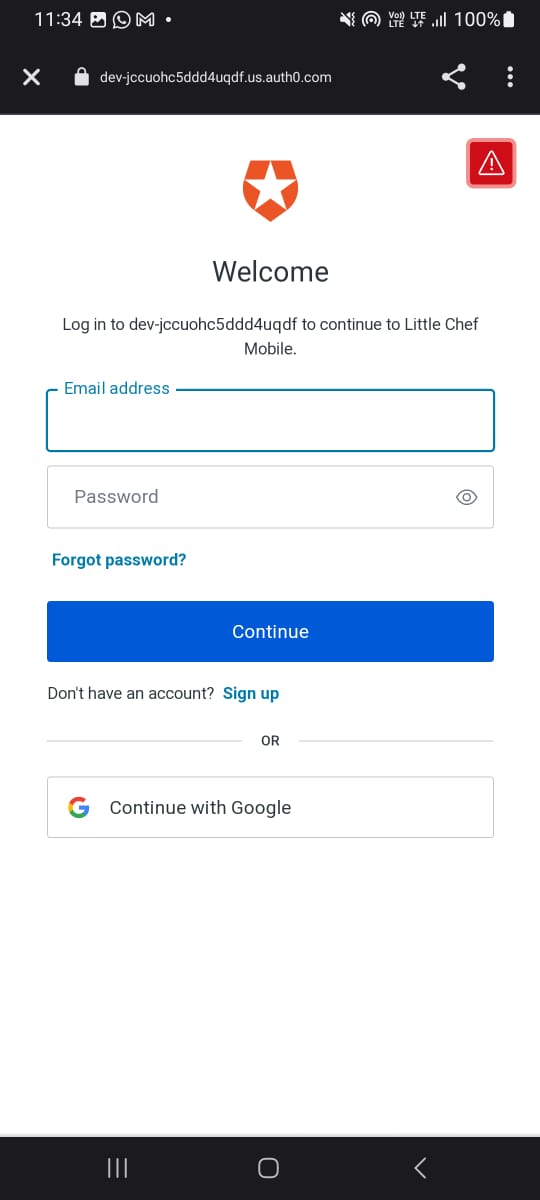 11:34
Vo)) LTE
LTE
100%
dev-jccuohc5ddd4uqdf.us.auth0.com
Welcome
Log in to dev-jccuohc5ddd4uqdf to continue to Little Chef
Mobile.
Email address
Password
Forgot password?
Continue
Don't have an account? Sign up
OR
Continue with Google